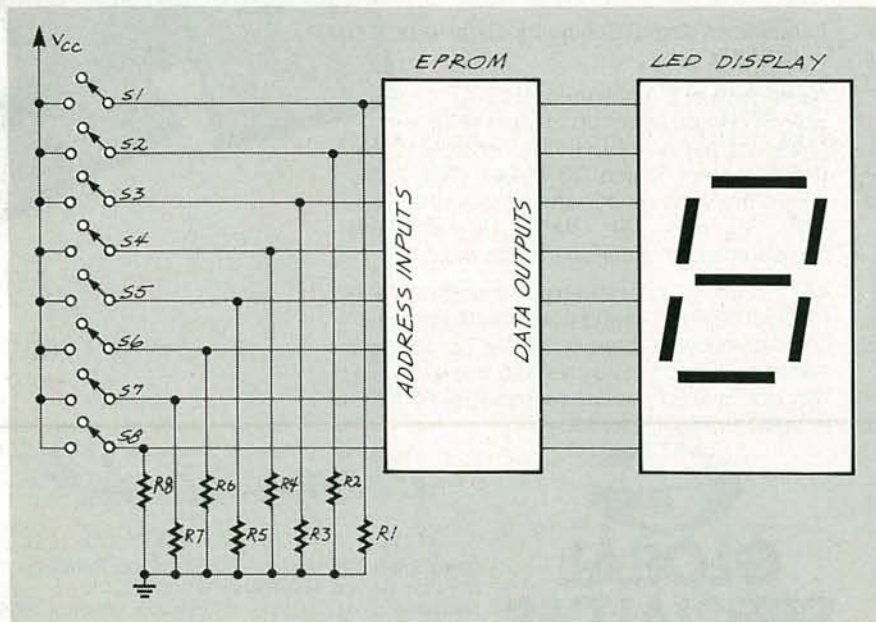 VCC
EPROM
LED DISPLAY
S1
S2
S3
S4
S5
S6
S7
S8
ADDRESS INPUTS
DATA OUTPUTS
R8
R6
R4
R2
R7
R5
R3
R1